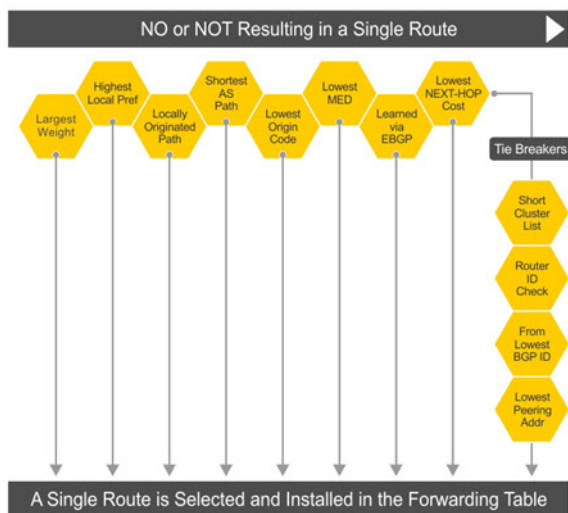 NO or NOT Resulting in a Single Route
Largest
Weight
Highest
Local Pref
Locally
Originated
Path
Shortest
AS
Path
Lowest
Origin
Code
Lowest
MED
Learned
via
EBGP
Lowest
NEXT-HOP
Cost
Tie Breakers
Short
Cluster
List
Router
ID
Check
From
Lowest
BGP ID
Lowest
Peering
Addr
A Single Route is Selected and Installed in the Forwarding Table